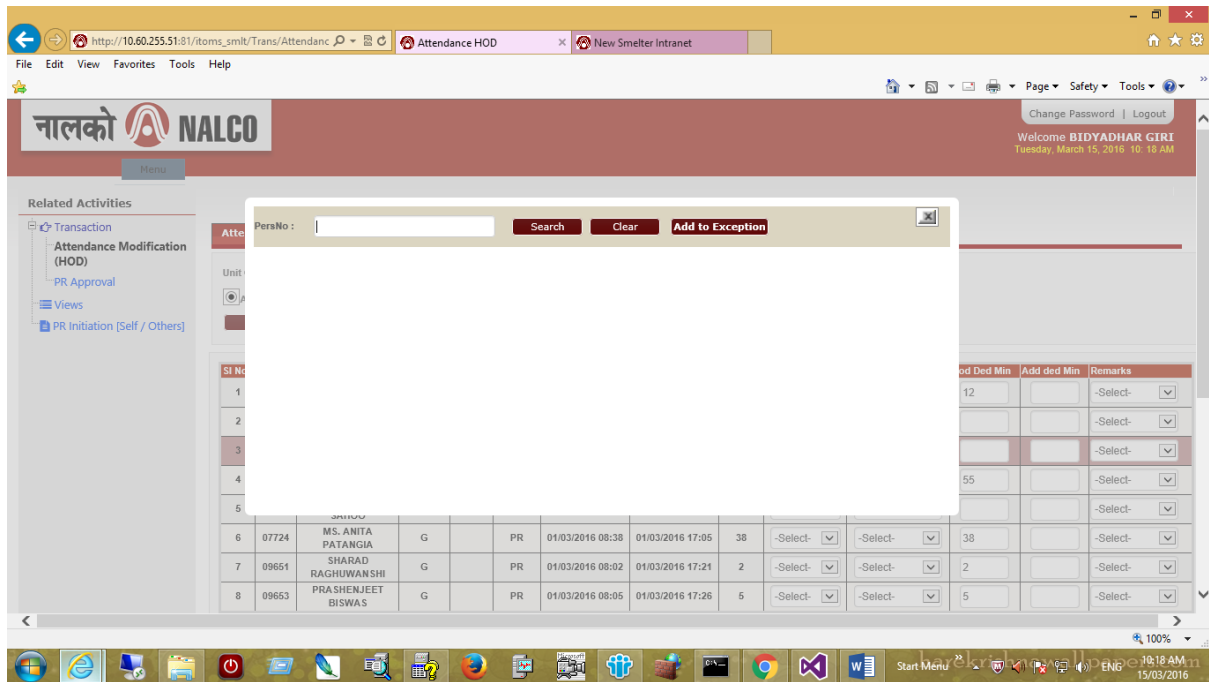 http://10.60.255.51:81/itoms_smlt/Trans/Attendanc
Attendance HOD
New Smelter Intranet
File Edit View Favorites Tools Help
Page Safety Tools
नालको NALCO
Change Password | Logout
Welcome BIDYADHAR GIRI
Tuesday, March 15, 2016 10: 18 AM
Menu
Related Activities
Transaction
Attendance Modification
(HOD)
PR Approval
Views
PR Initiation [Self / Others]
PersNo :
Search Clear Add to Exception
Atte
Unit
Sl No od Ded Min Add ded Min Remarks
1 12 -Select-
2 -Select-
3 -Select-
4 55 -Select-
5 SAHOO -Select-
6 07724 MS. ANITA PATANGIA G PR 01/03/2016 08:38 01/03/2016 17:05 38 -Select- -Select- 38 -Select-
7 09651 SHARAD RAGHUWANSHI G PR 01/03/2016 08:02 01/03/2016 17:21 2 -Select- -Select- 2 -Select-
8 09653 PRASHENJEET BISWAS G PR 01/03/2016 08:05 01/03/2016 17:26 5 -Select- -Select- 5 -Select-
100%
Start Menu ENG 10:18 AM
15/03/2016